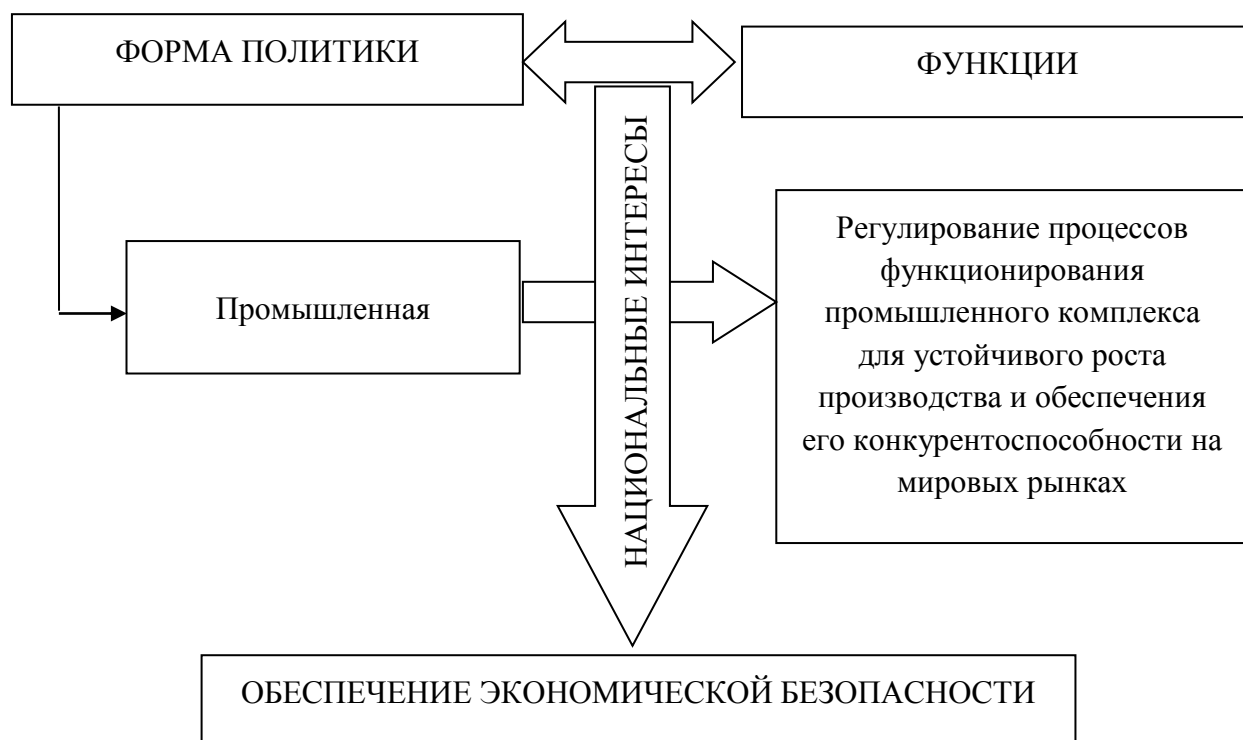 ФОРМА ПОЛИТИКИ
ФУНКЦИИ
НАЦИОНАЛЬНЫЕ ИНТЕРЕСЫ
Промышленная
Регулирование процессов
функционирования
промышленного комплекса
для устойчивого роста
производства и обеспечения
его конкурентоспособности на
мировых рынках
ОБЕСПЕЧЕНИЕ ЭКОНОМИЧЕСКОЙ БЕЗОПАСНОСТИ